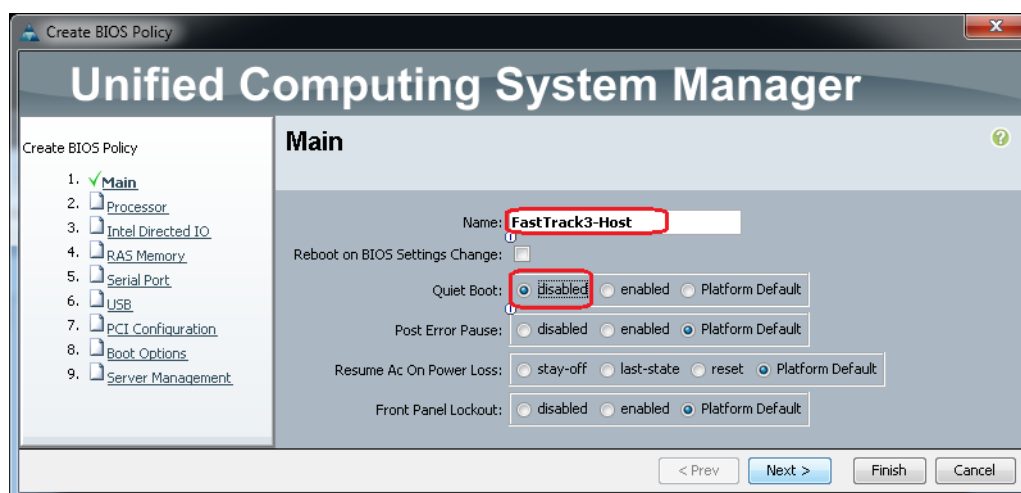 Create BIOS Policy
Unified Computing System Manager
Create BIOS Policy
1. Main
2. Processor
3. Intel Directed IO
4. RAS Memory
5. Serial Port
6. USB
7. PCI Configuration
8. Boot Options
9. Server Management
Main
Name: FastTrack3-Host
Reboot on BIOS Settings Change:
Quiet Boot: disabled enabled Platform Default
Post Error Pause: disabled enabled Platform Default
Resume Ac On Power Loss: stay-off last-state reset Platform Default
Front Panel Lockout: disabled enabled Platform Default
< Prev Next > Finish Cancel